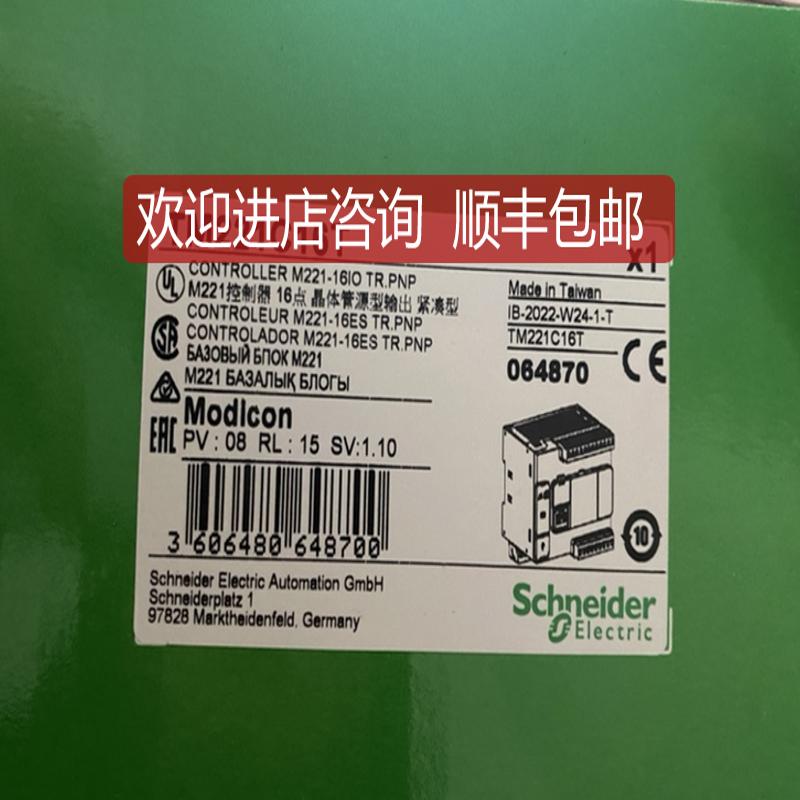 欢迎进店咨询 顺丰包邮
x1
CONTROLLER M221-16IO TR.PNP
M221控制器 16点 晶体管源型输出 紧凑型
CONTROLEUR M221-16ES TR.PNP
CONTROLADOR M221-16ES TR.PNP
БАЗОВЫЙ БЛОК M221
M221 БАЗАЛЫҚ БЛОГЫ
Made in Taiwan
IB-2022-W24-1-T
TM221C16T
064870
CE
UL
SA
EAC
Modicon
PV : 08 RL : 15 SV:1.10
3 606480 648700
10
Schneider Electric Automation GmbH
Schneiderplatz 1
97828 Marktheidenfeld, Germany
Schneider
Electric